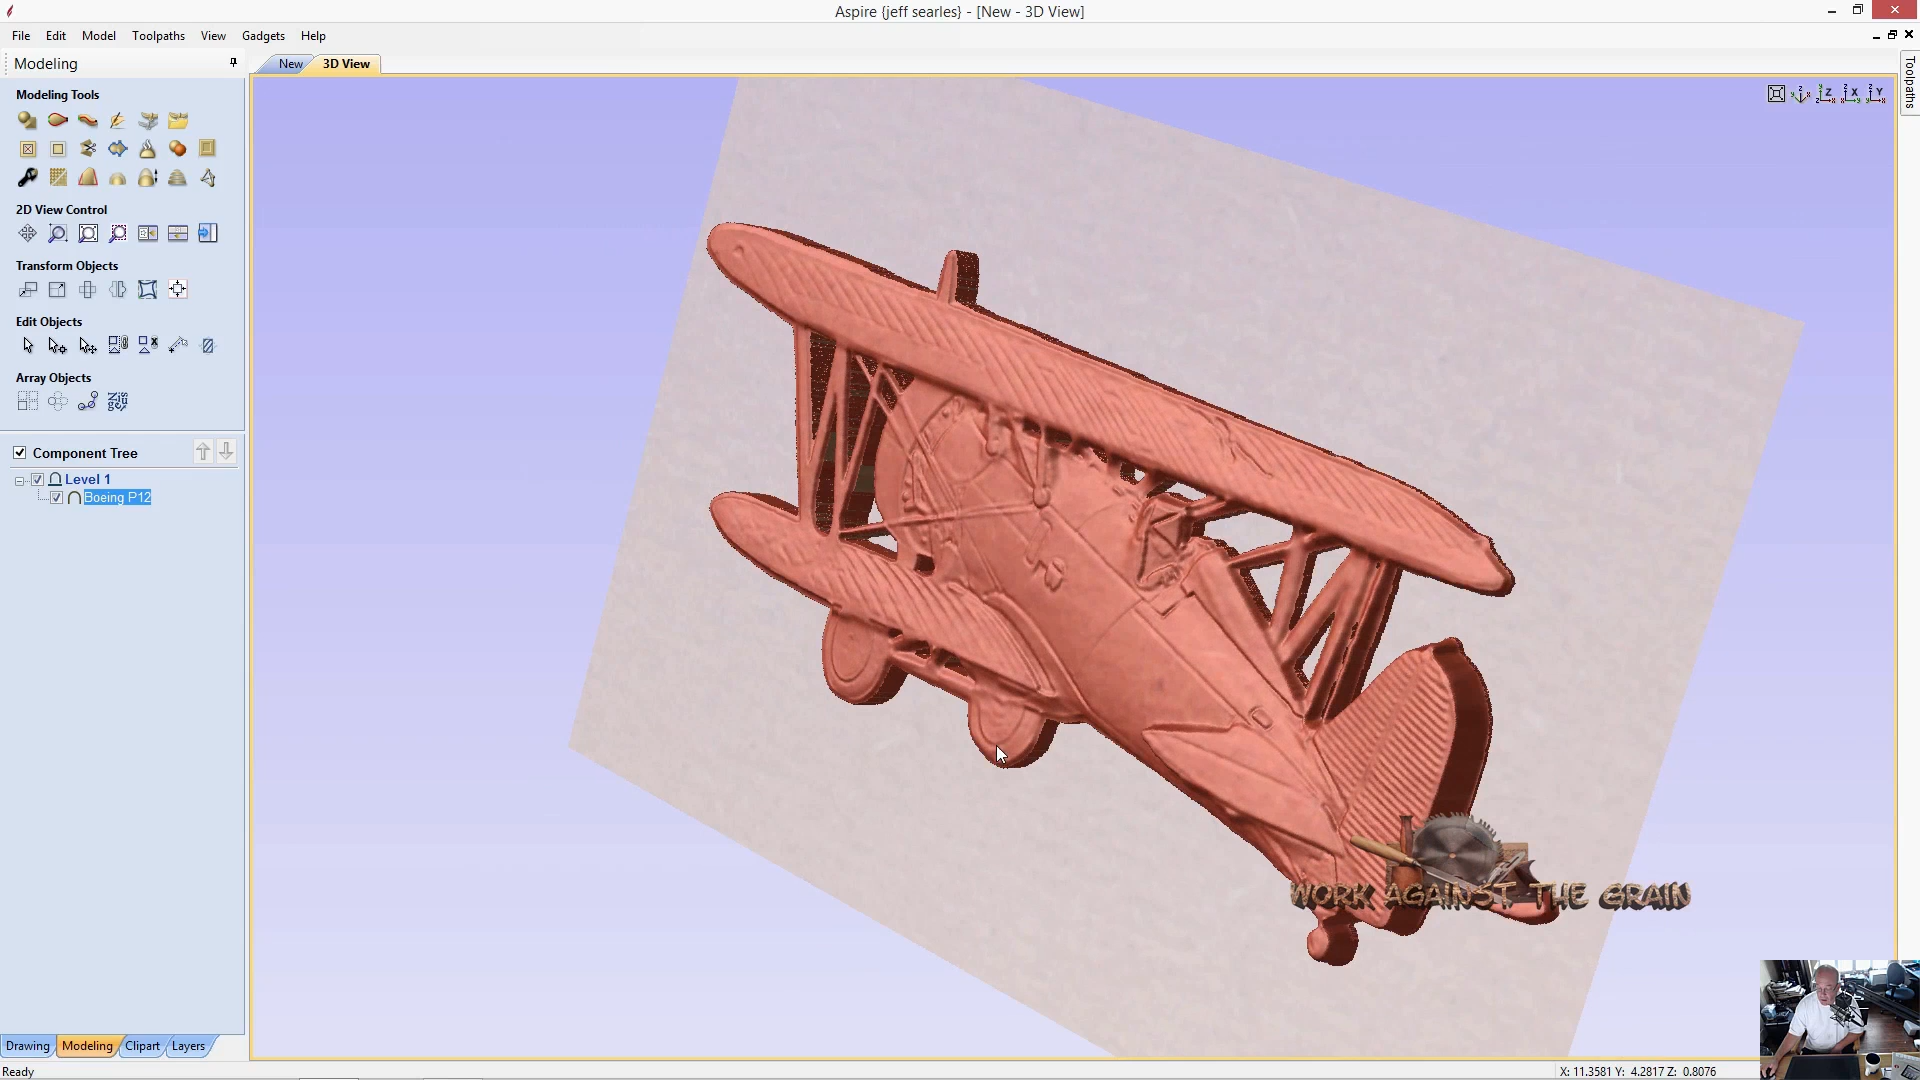 Aspire {jeff searles} - [New - 3D View]
File Edit Model Toolpaths View Gadgets Help
Modeling
New 3D View
Toolpaths
Modeling Tools
2D View Control
Transform Objects
Edit Objects
Array Objects
Component Tree
Level 1
Boeing P12
WORK AGAINST THE GRAIN
Drawing Modeling Clipart Layers
Ready
X: 11.3581 Y: 4.2817 Z: 0.8076